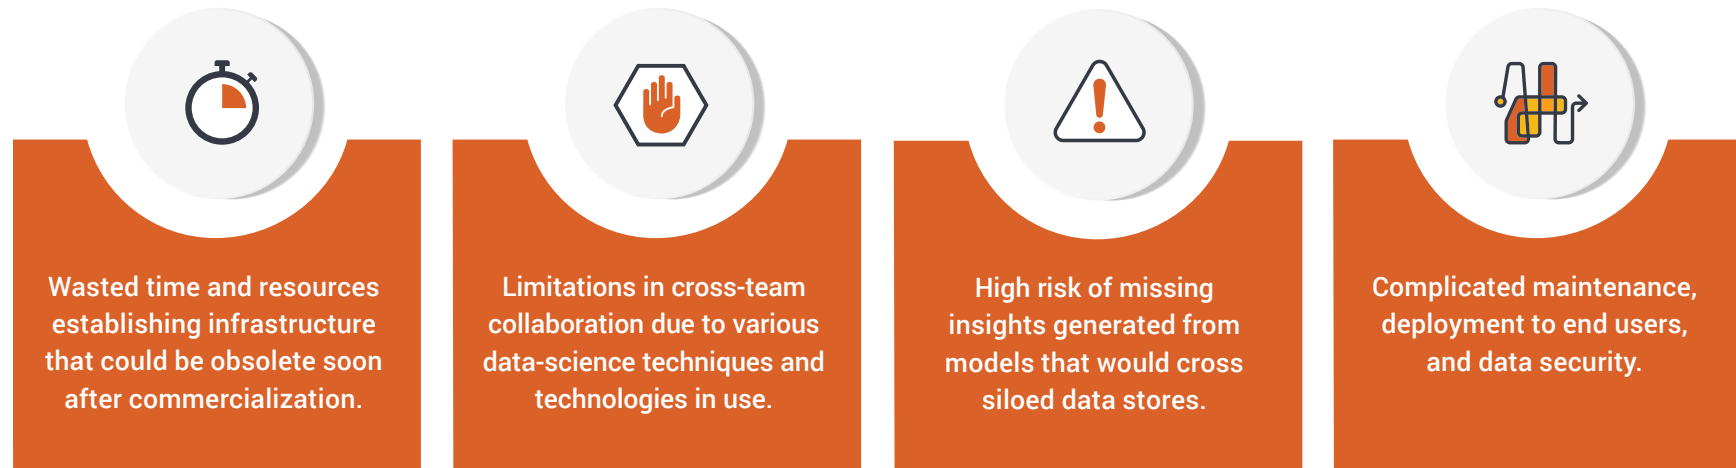 Wasted time and resources
establishing infrastructure
that could be obsolete soon
after commercialization.
Limitations in cross-team
collaboration due to various
data-science techniques and
technologies in use.
High risk of missing
insights generated from
models that would cross
siloed data stores.
Complicated maintenance,
deployment to end users,
and data security.